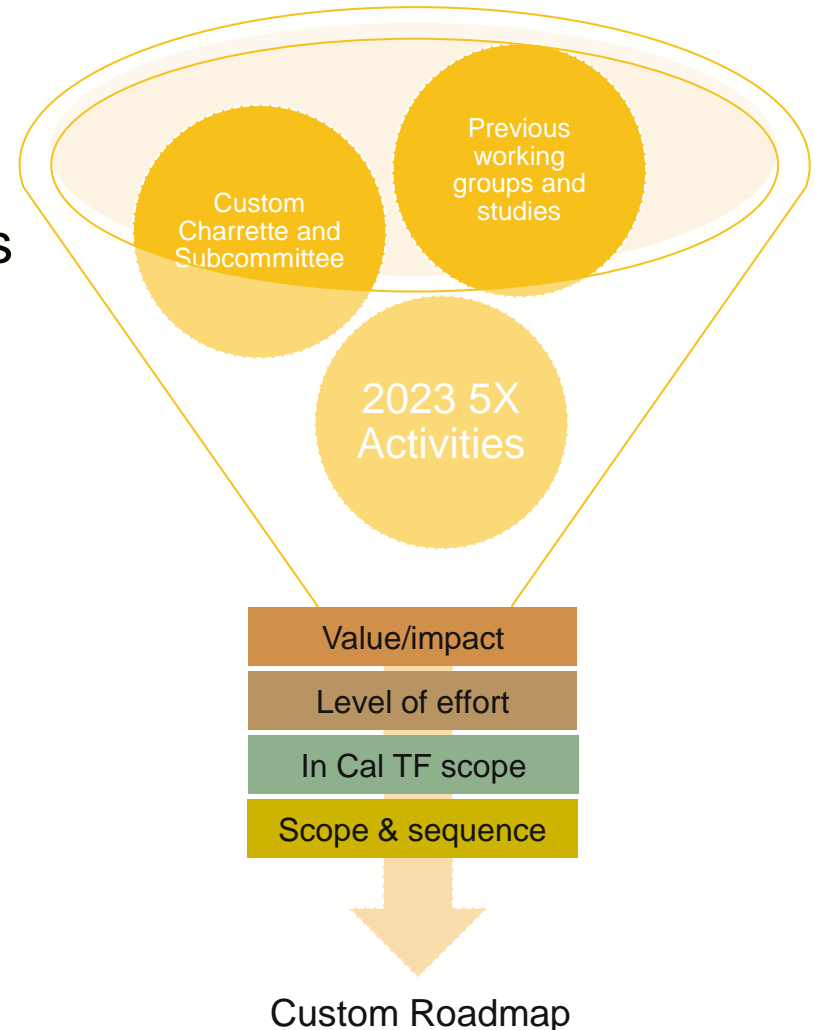 Previous
working
groups and
studies
Custom
Charrette and
Subcommittee
s
2023 5X
Activities
Value/impact
Level of effort
In Cal TF scope
Scope & sequence
Custom Roadmap